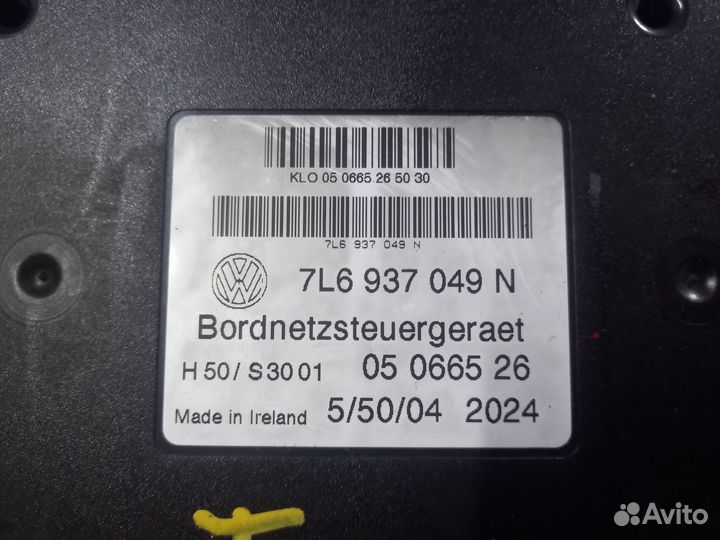 KLO 05 0665 26 50 30
7L6 937 049 N
7L6 937 049 N
Bordnetzsteuergeraet
H 50 / S 30 01 05 0665 26
Made in Ireland 5/50/04 2024
Avito